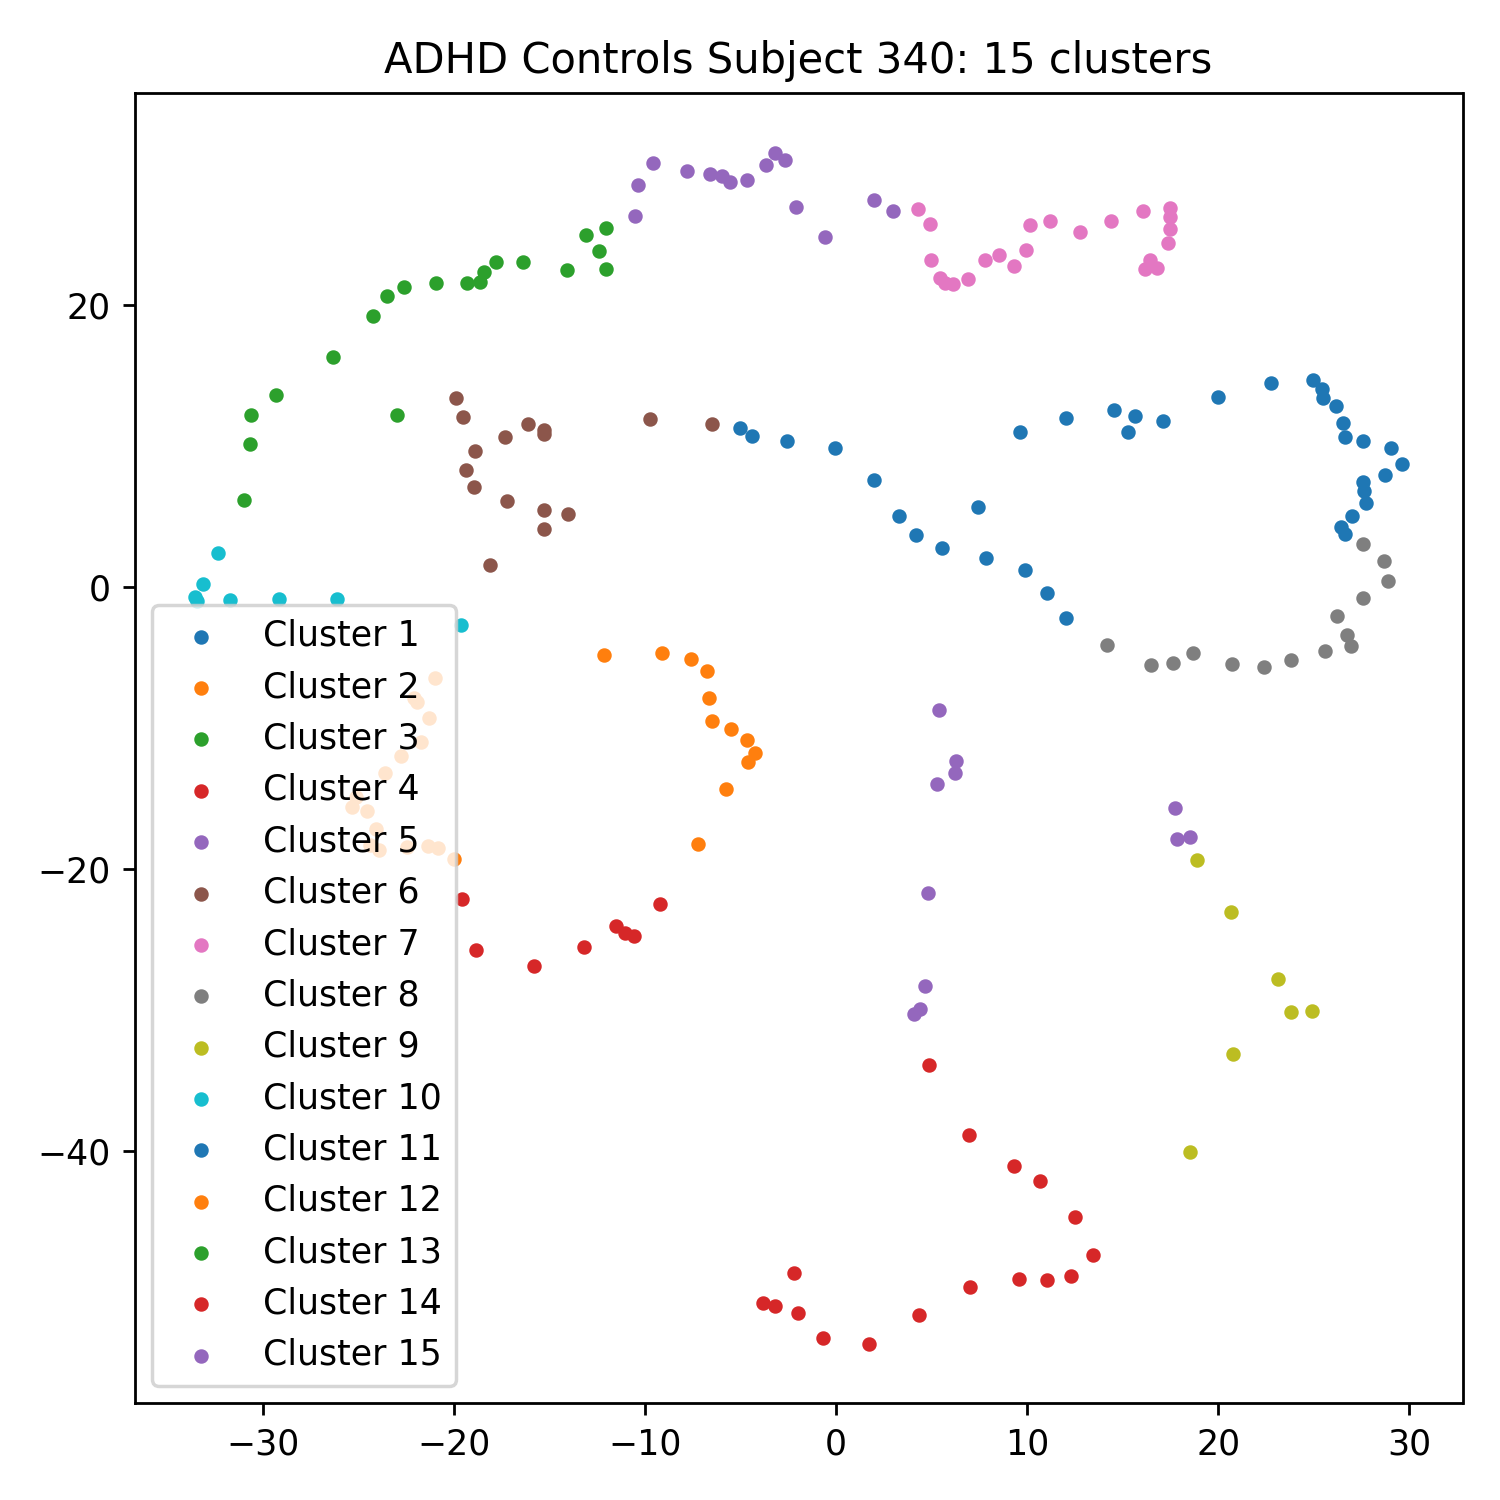 ADHD Controls Subject 340: 15 clusters
20
0
−20
−40
Cluster 1
Cluster 2
Cluster 3
Cluster 4
Cluster 5
Cluster 6
Cluster 7
Cluster 8
Cluster 9
Cluster 10
Cluster 11
Cluster 12
Cluster 13
Cluster 14
Cluster 15
−30 −20 −10 0 10 20 30